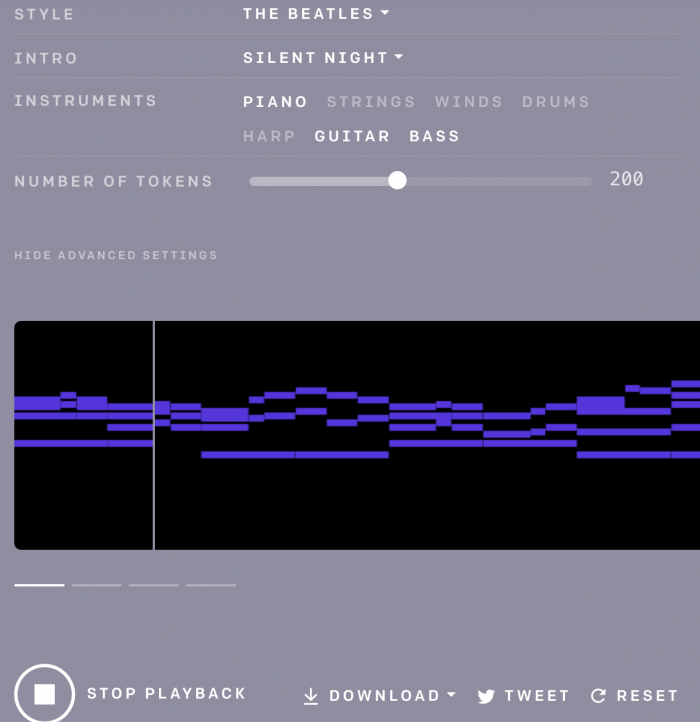 STYLE THE BEATLES
INTRO SILENT NIGHT
INSTRUMENTS PIANO STRINGS WINDS DRUMS
HARP GUITAR BASS
NUMBER OF TOKENS 200
HIDE ADVANCED SETTINGS
STOP PLAYBACK DOWNLOAD TWEET RESET